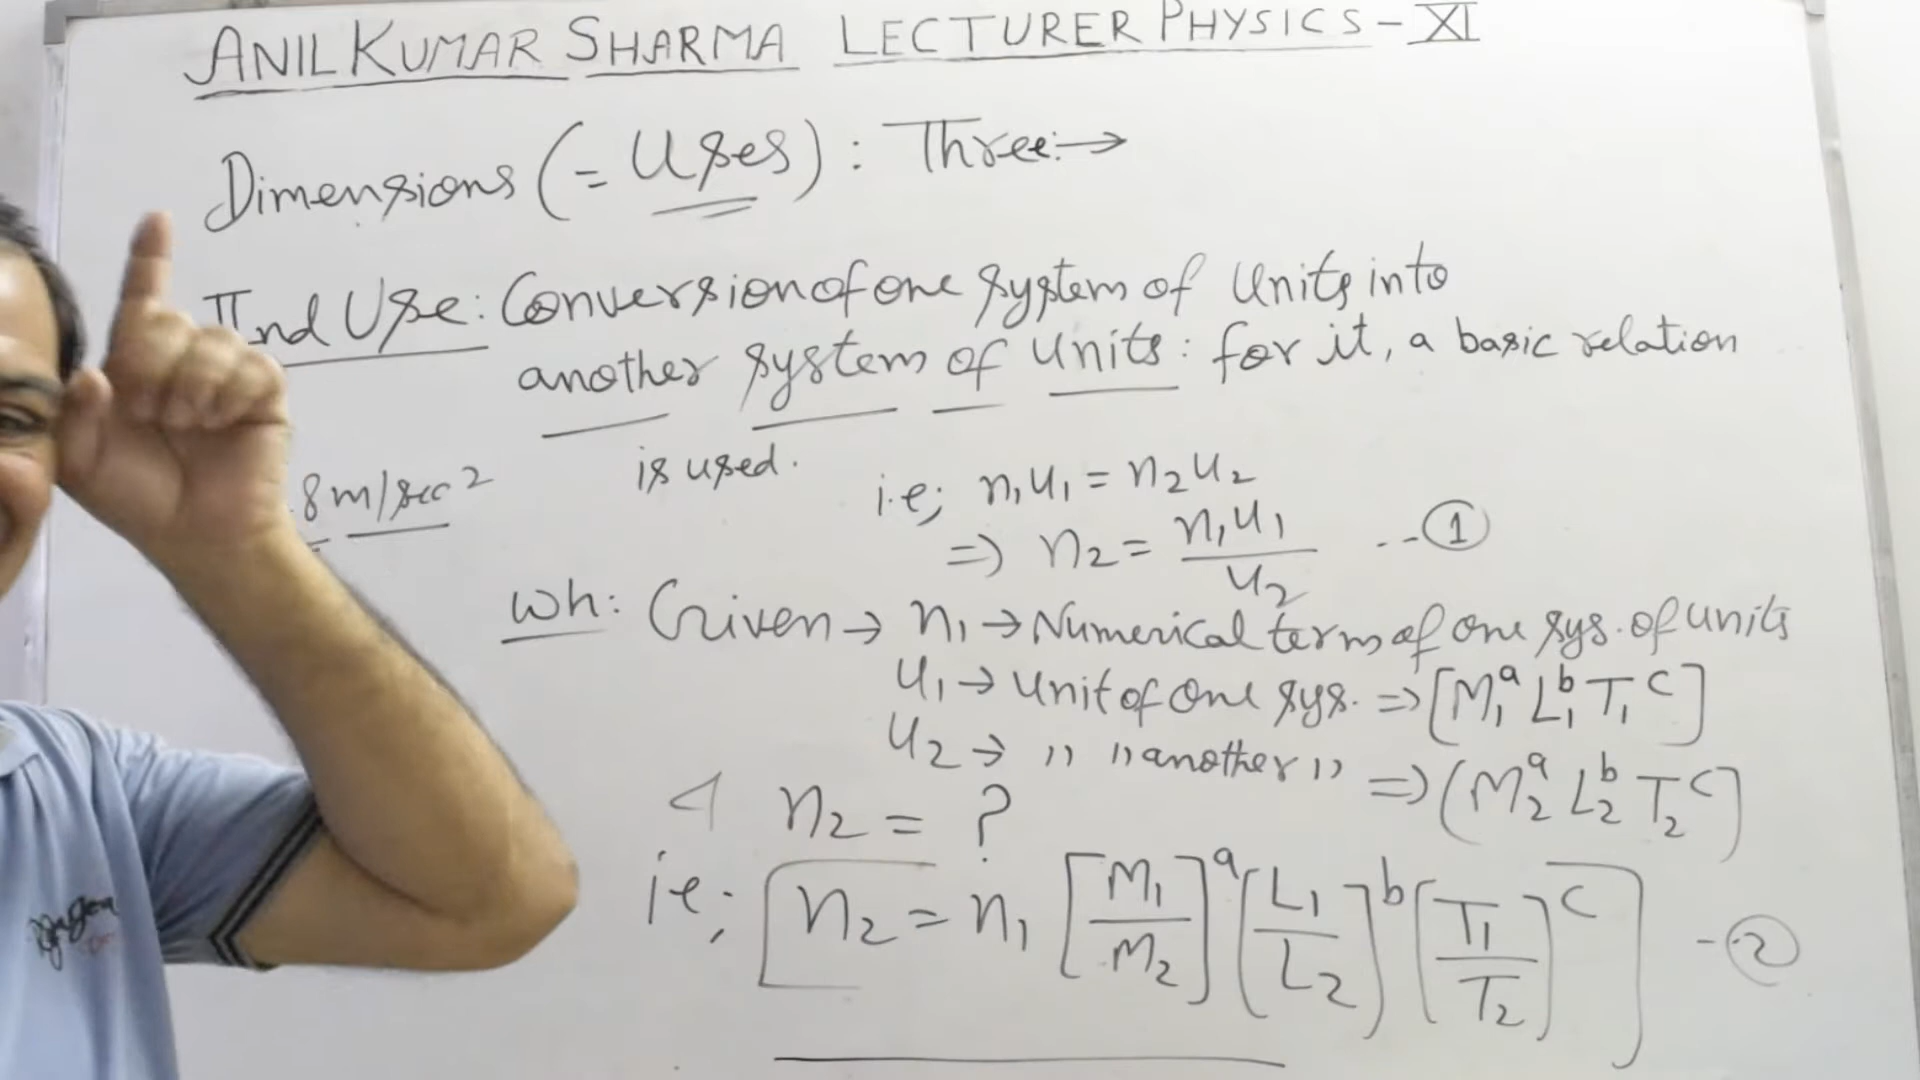 ANIL KUMAR SHARMA LECTURER PHYSICS - XI
Dimensions (= Uses) : Three :→
IInd Use : Conversion of one system of Units into
another system of Units : for it, a basic relation
is used.
.8 m/sec²
i.e; n₁u₁ = n₂u₂
=> n₂ = n₁u₁/u₂ --①
Wh: Given → n₁ → Numerical term of one sys. of units
u₁ → unit of one sys. => [M₁ᵃ L₁ᵇ T₁ᶜ]
u₂ → " " another " => (M₂ᵃ L₂ᵇ T₂ᶜ]
n₂ = ?
ie; n₂ = n₁ [M₁/M₂]ᵃ [L₁/L₂]ᵇ [T₁/T₂]ᶜ -②